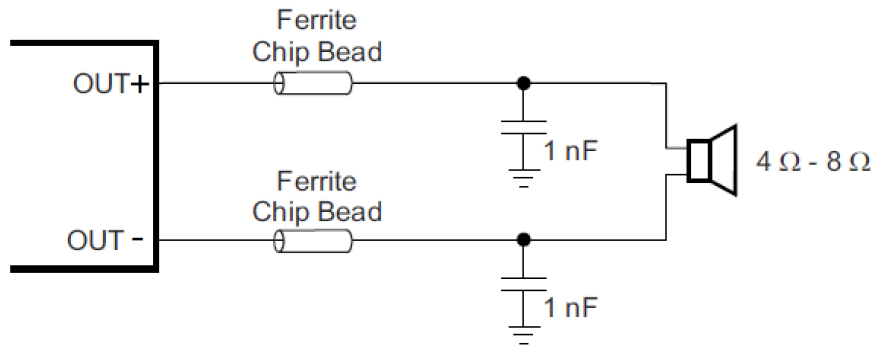 Ferrite
Chip Bead
OUT+
1 nF
4 Ω - 8 Ω
Ferrite
Chip Bead
OUT -
1 nF